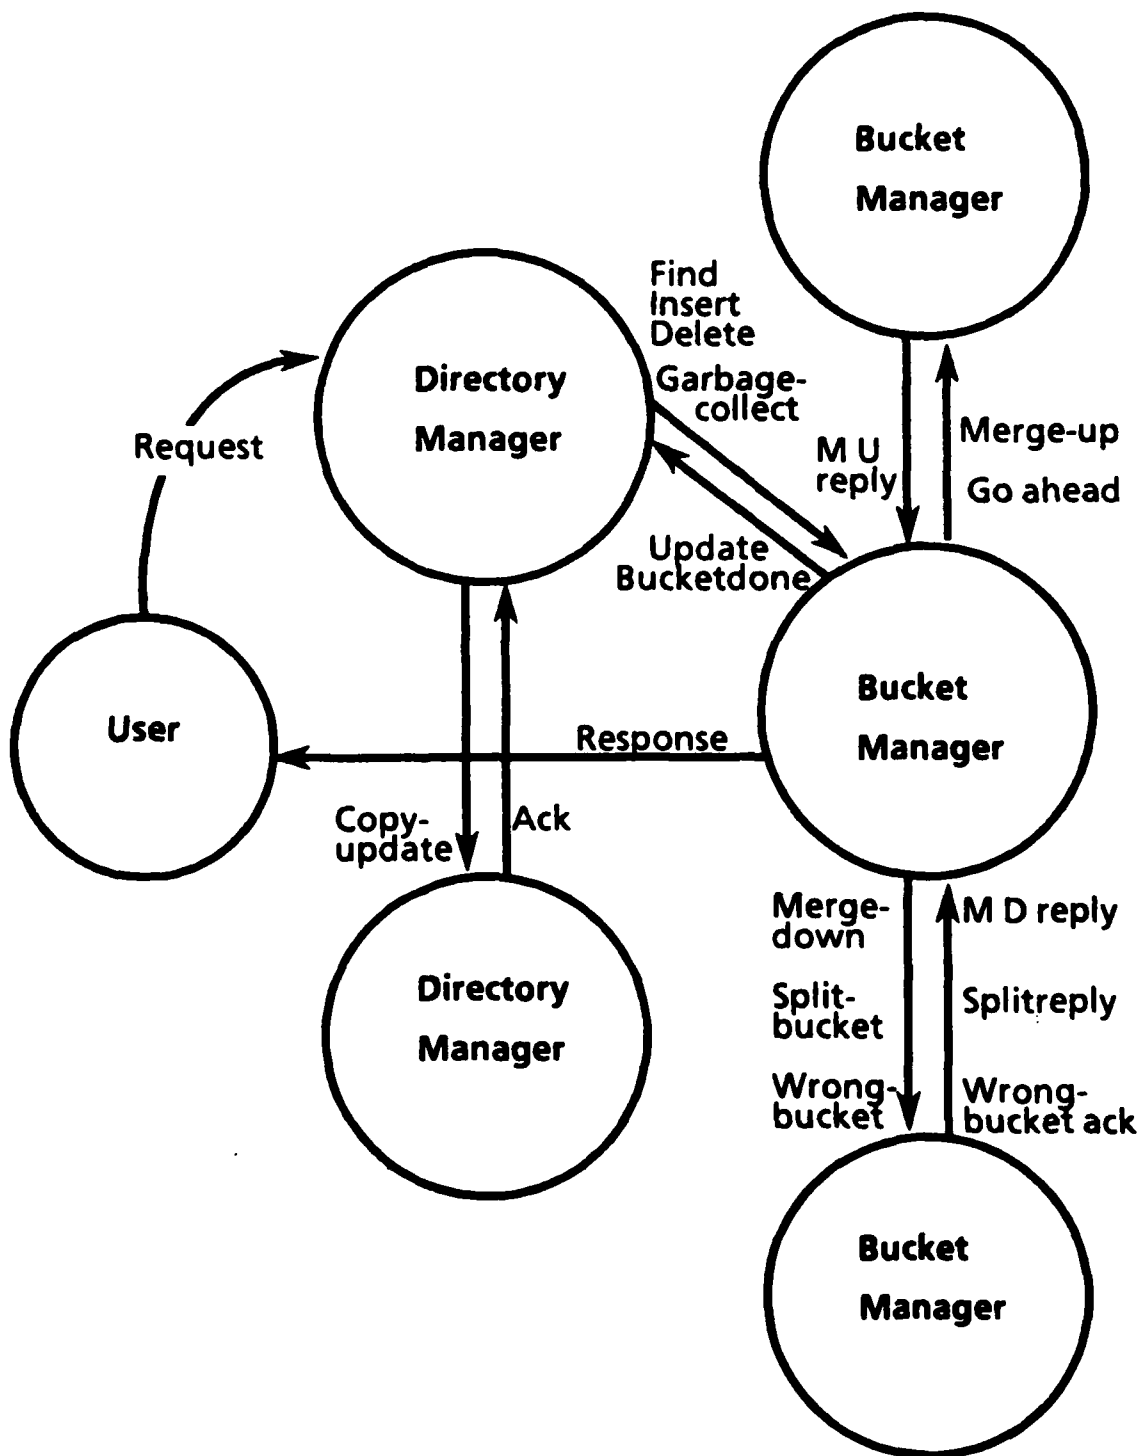 Bucket
Manager
Find
Insert
Delete
Garbage-
collect
Directory
Manager
Request
M U
reply
Merge-up
Go ahead
Update
Bucketdone
User
Response
Bucket
Manager
Copy-
update
Ack
Merge-
down
M D reply
Split-
bucket
Splitreply
Wrong-
bucket
Wrong-
bucket ack
Directory
Manager
Bucket
Manager